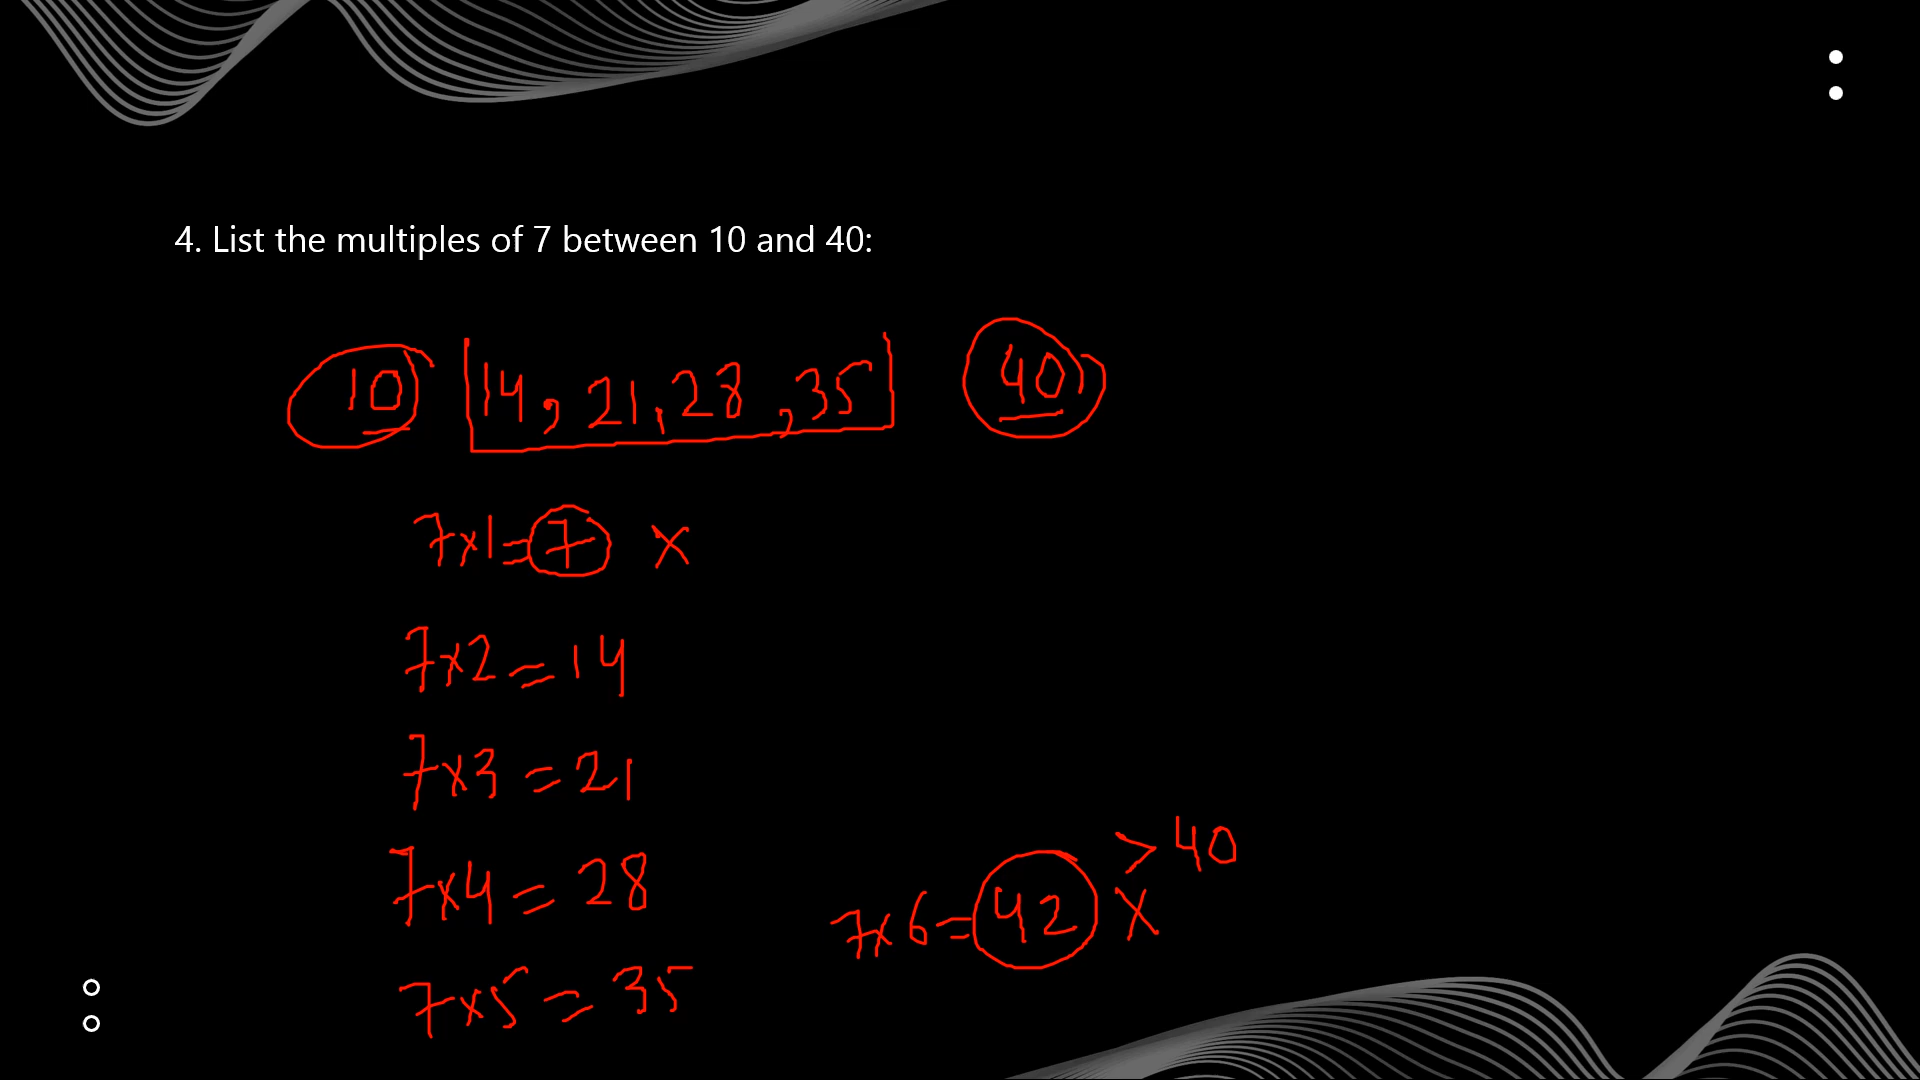 4. List the multiples of 7 between 10 and 40:
10 14, 21, 28, 35 40
7x1=7 x
7x2=14
7x3=21
7x4=28
>40
7x6=42 x
7x5=35